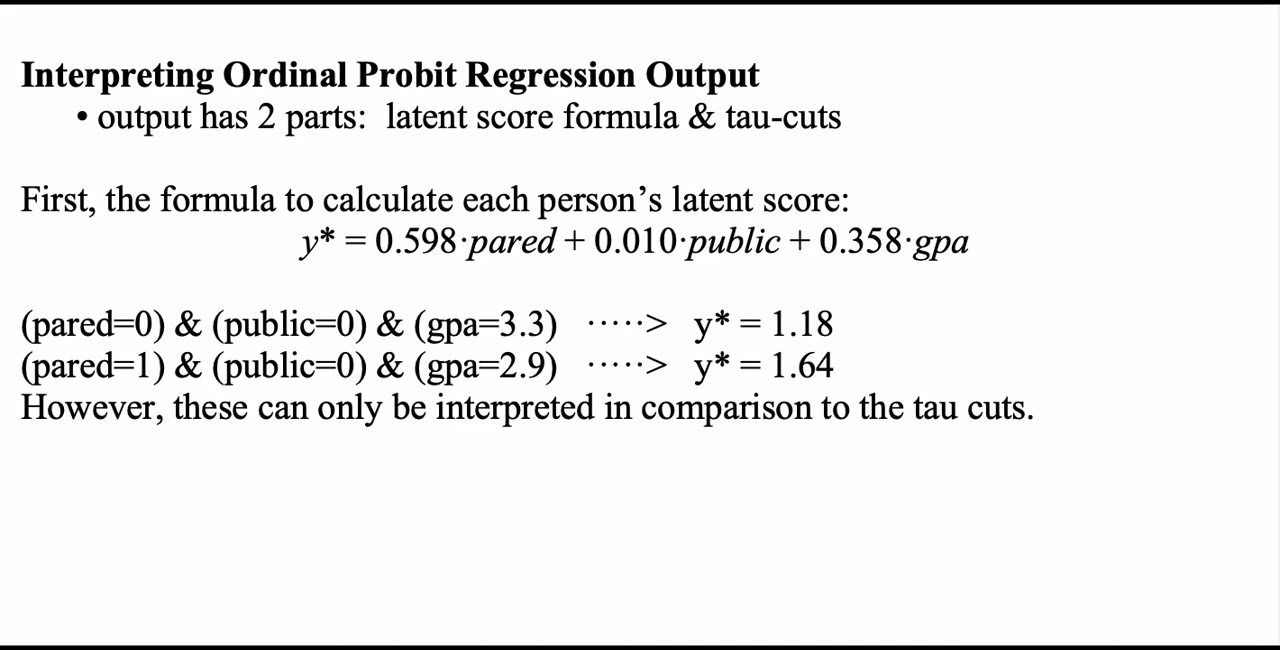 Interpreting Ordinal Probit Regression Output
• output has 2 parts:  latent score formula & tau-cuts
First, the formula to calculate each person’s latent score:
y* = 0.598·pared + 0.010·public + 0.358·gpa
(pared=0) & (public=0) & (gpa=3.3)  ·····>  y* = 1.18
(pared=1) & (public=0) & (gpa=2.9)  ·····>  y* = 1.64
However, these can only be interpreted in comparison to the tau cuts.